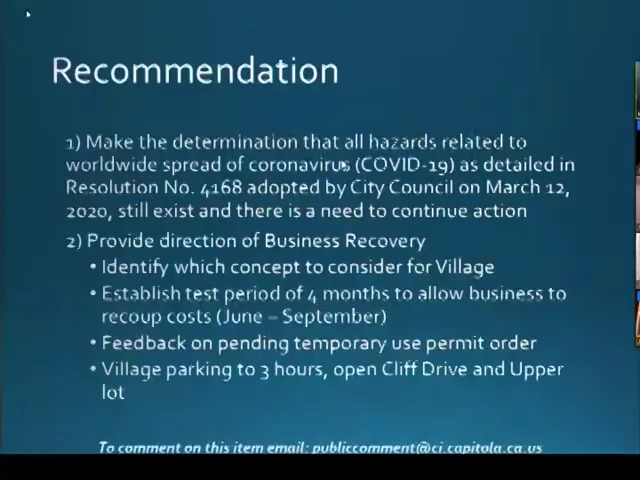 Recommendation
1) Make the determination that all hazards related to
worldwide spread of coronavirus (COVID-19) as detailed in
Resolution No. 4168 adopted by City Council on March 12,
2020, still exist and there is a need to continue action
2) Provide direction of Business Recovery
• Identify which concept to consider for Village
• Establish test period of 4 months to allow business to
recoup costs (June – September)
• Feedback on pending temporary use permit order
• Village parking to 3 hours, open Cliff Drive and Upper
lot
To comment on this item email: publiccomment@ci.capitola.ca.us